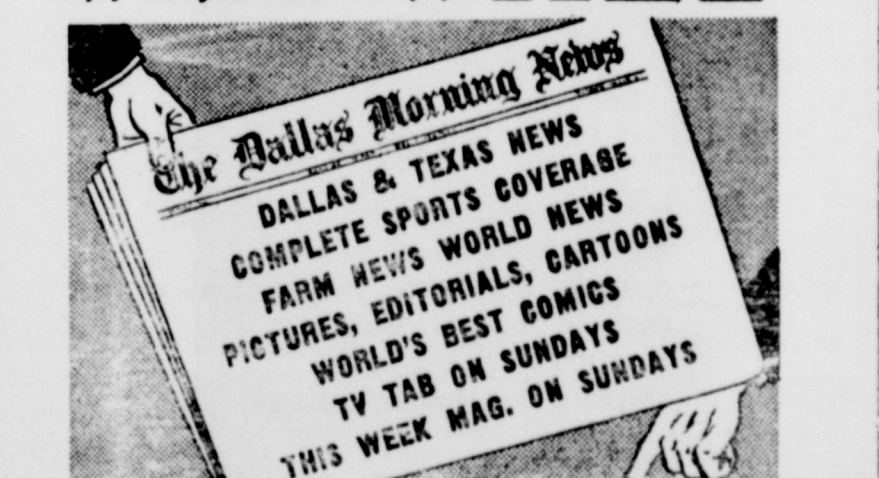 The Dallas Morning News
DALLAS & TEXAS NEWS
COMPLETE SPORTS COVERAGE
FARM NEWS WORLD NEWS
PICTURES, EDITORIALS, CARTOONS
WORLD'S BEST COMICS
TV TAB ON SUNDAYS
THIS WEEK MAG. ON SUNDAYS